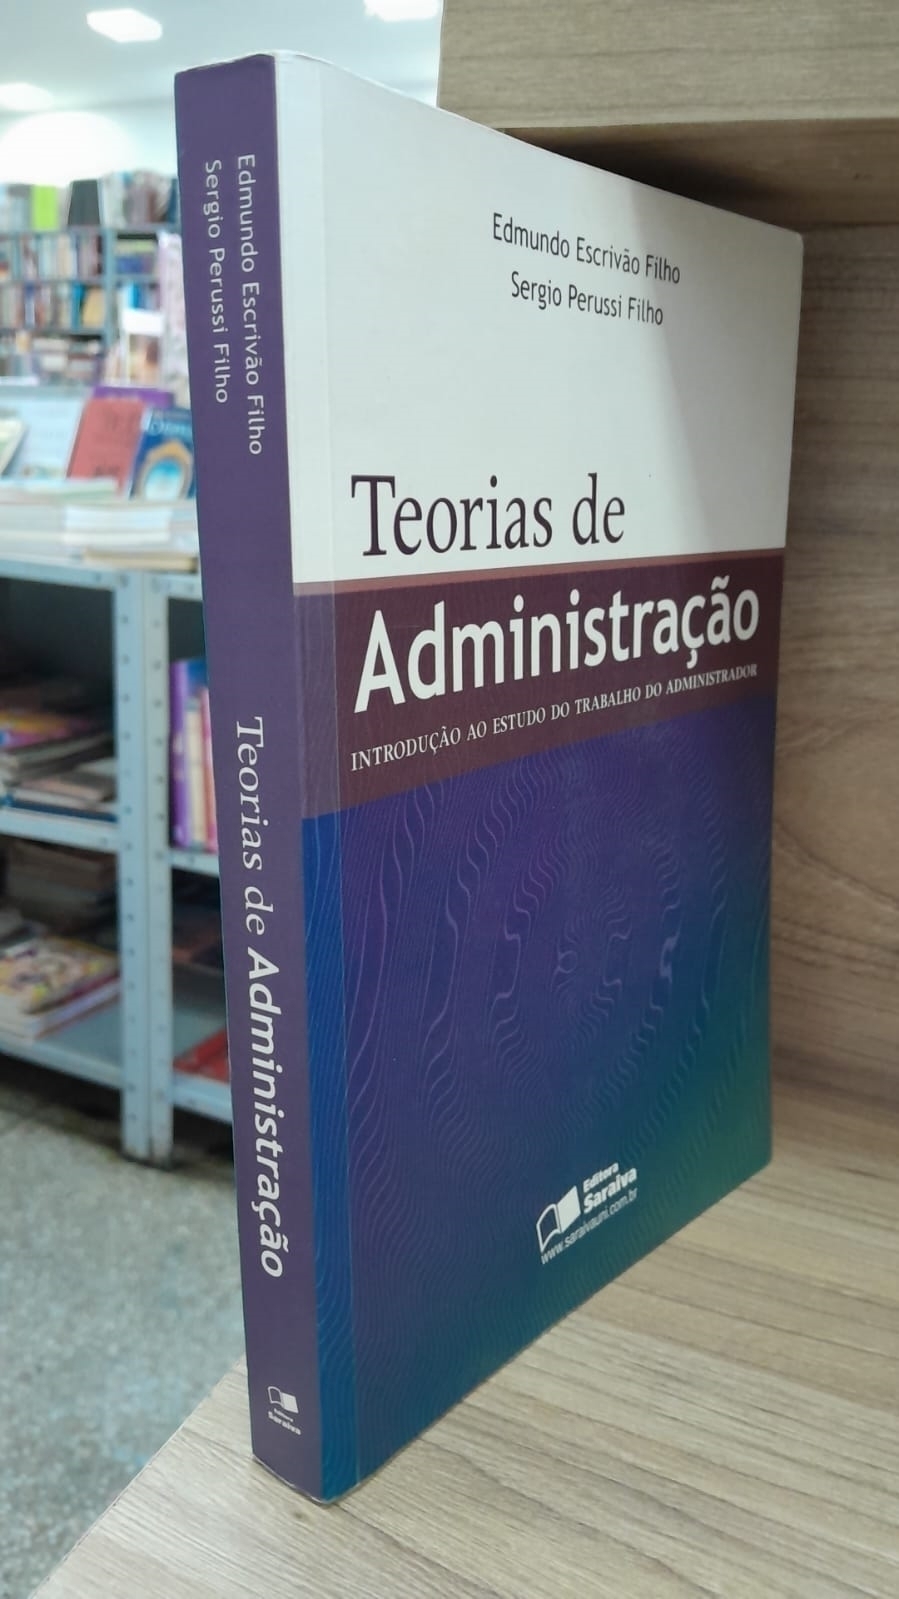 Edmundo Escrivão Filho
Sergio Perussi Filho
Teorias de Administração
Editora
Saraiva
Edmundo Escrivão Filho
Sergio Perussi Filho
Teorias de
Administração
INTRODUÇÃO AO ESTUDO DO TRABALHO DO ADMINISTRADOR
Editora
Saraiva
www.saraivauni.com.br